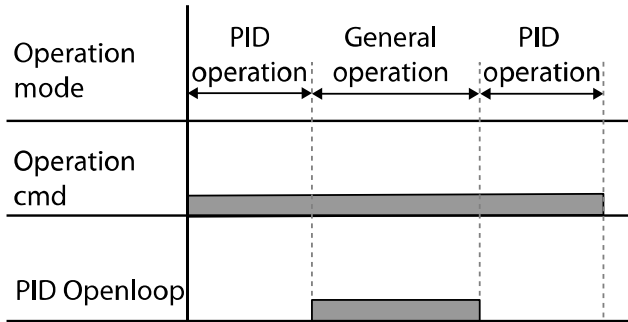 Operation
mode
PID
operation
General
operation
PID
operation
Operation
cmd
PID Openloop